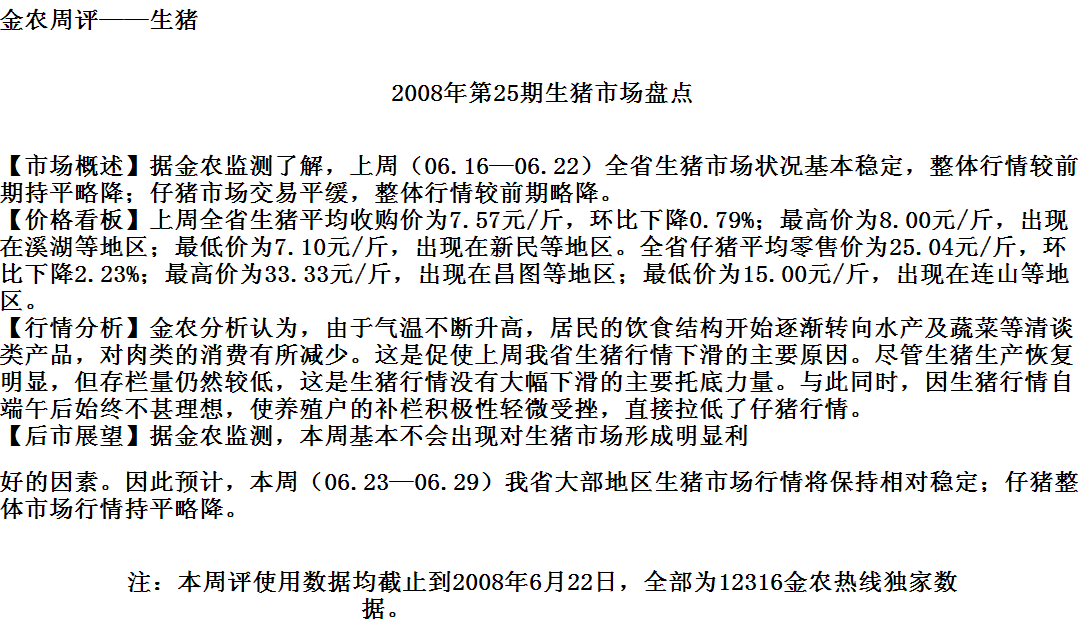 金农周评——生猪
2008年第25期生猪市场盘点
【市场概述】据金农监测了解，上周（06.16—06.22）全省生猪市场状况基本稳定，整体行情较前
期持平略降；仔猪市场交易平缓，整体行情较前期略降。
【价格看板】上周全省生猪平均收购价为7.57元/斤，环比下降0.79%；最高价为8.00元/斤，出现
在溪湖等地区；最低价为7.10元/斤，出现在新民等地区。全省仔猪平均零售价为25.04元/斤，环
比下降2.23%；最高价为33.33元/斤，出现在昌图等地区；最低价为15.00元/斤，出现在连山等地
区。
【行情分析】金农分析认为，由于气温不断升高，居民的饮食结构开始逐渐转向水产及蔬菜等清谈
类产品，对肉类的消费有所减少。这是促使上周我省生猪行情下滑的主要原因。尽管生猪生产恢复
明显，但存栏量仍然较低，这是生猪行情没有大幅下滑的主要托底力量。与此同时，因生猪行情自
端午后始终不甚理想，使养殖户的补栏积极性轻微受挫，直接拉低了仔猪行情。
【后市展望】据金农监测，本周基本不会出现对生猪市场形成明显利
好的因素。因此预计，本周（06.23—06.29）我省大部地区生猪市场行情将保持相对稳定；仔猪整
体市场行情持平略降。
注：本周评使用数据均截止到2008年6月22日，全部为12316金农热线独家数
据。